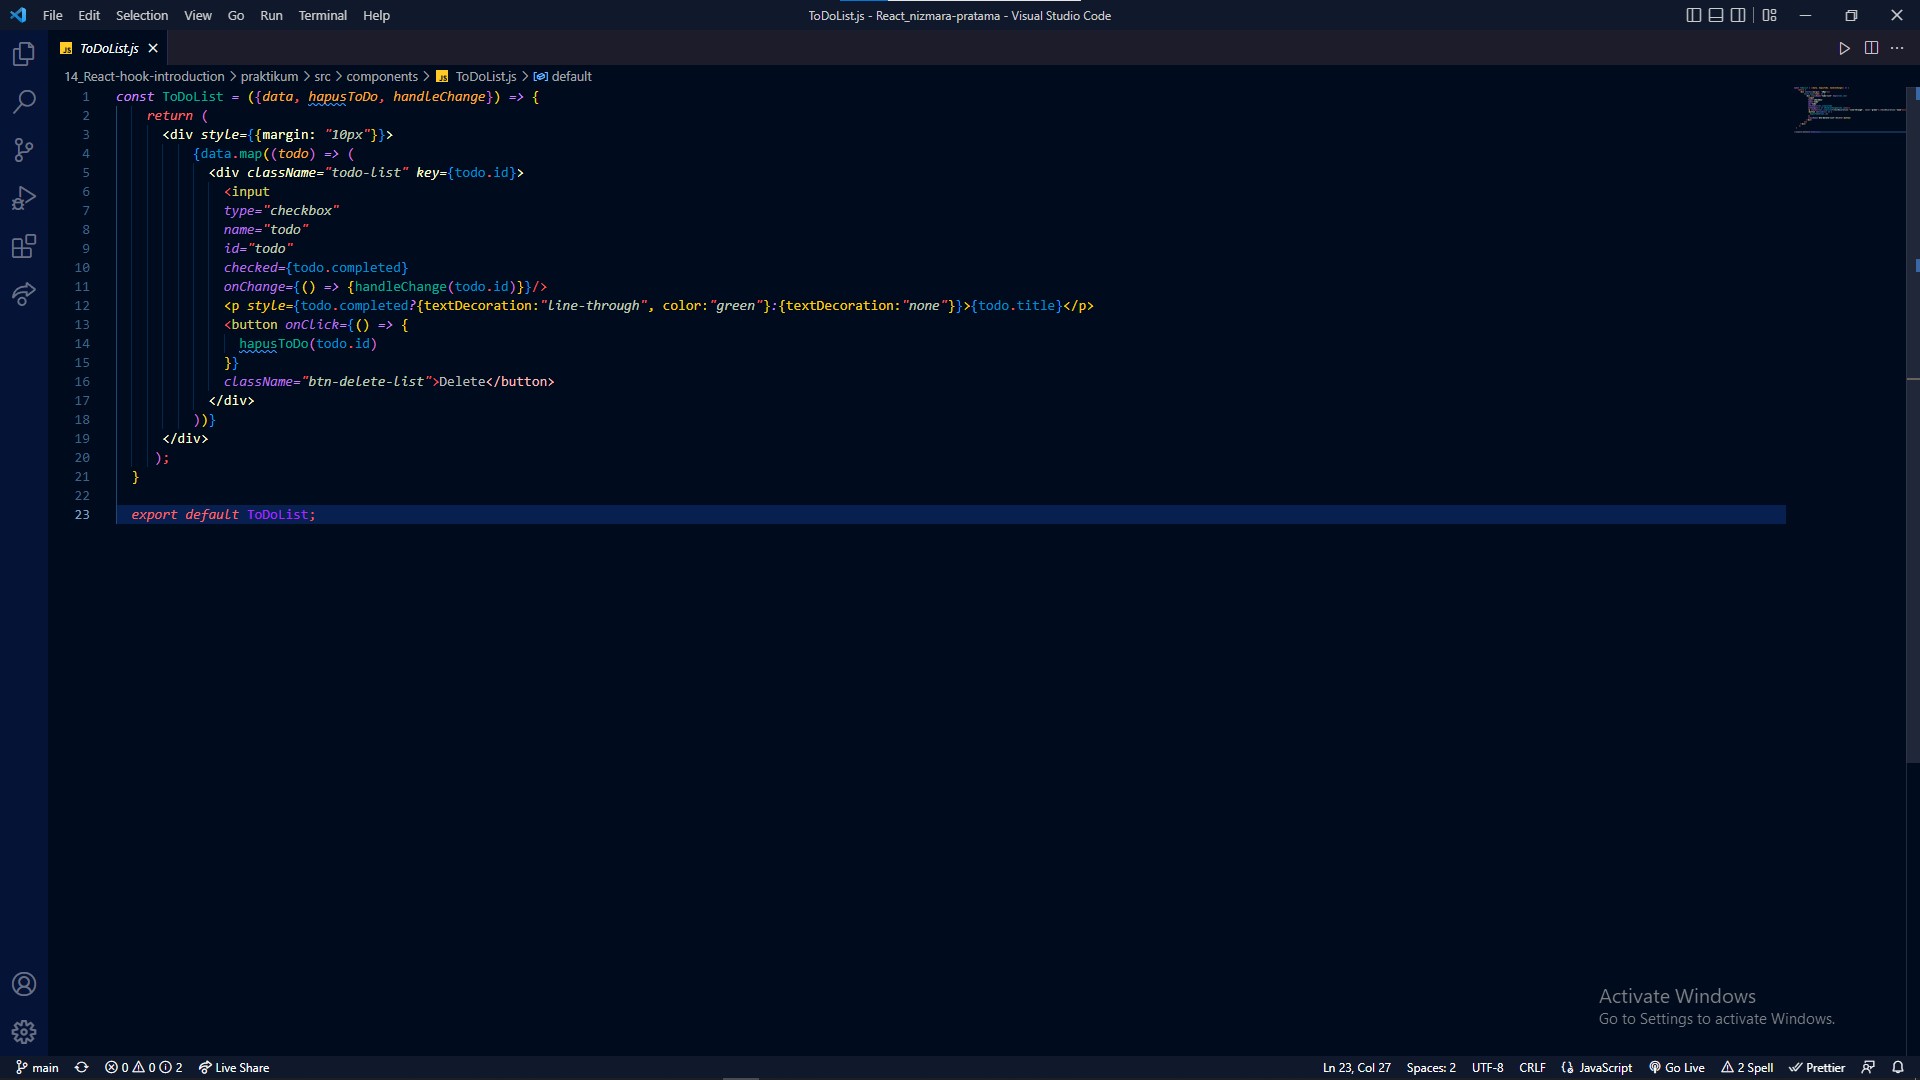 File Edit Selection View Go Run Terminal Help
ToDoList.js - React_nizmara-pratama - Visual Studio Code
JS ToDoList.js
14_React-hook-introduction > praktikum > src > components > JS ToDoList.js > default
1 const ToDoList = ({data, hapusToDo, handleChange}) => {
2 return (
3 <div style={{margin: "10px"}}>
4 {data.map((todo) => (
5 <div className="todo-list" key={todo.id}>
6 <input
7 type="checkbox"
8 name="todo"
9 id="todo"
10 checked={todo.completed}
11 onChange={() => {handleChange(todo.id)}}/>
12 <p style={todo.completed?{textDecoration:"line-through", color:"green"}:{textDecoration:"none"}}>{todo.title}</p>
13 <button onClick={() => {
14 hapusToDo(todo.id)
15 }}
16 className="btn-delete-list">Delete</button>
17 </div>
18 ))}
19 </div>
20 );
21 }
22
23 export default ToDoList;
Activate Windows
Go to Settings to activate Windows.
main 0 0 2 Live Share Ln 23, Col 27 Spaces: 2 UTF-8 CRLF JavaScript Go Live 2 Spell Prettier